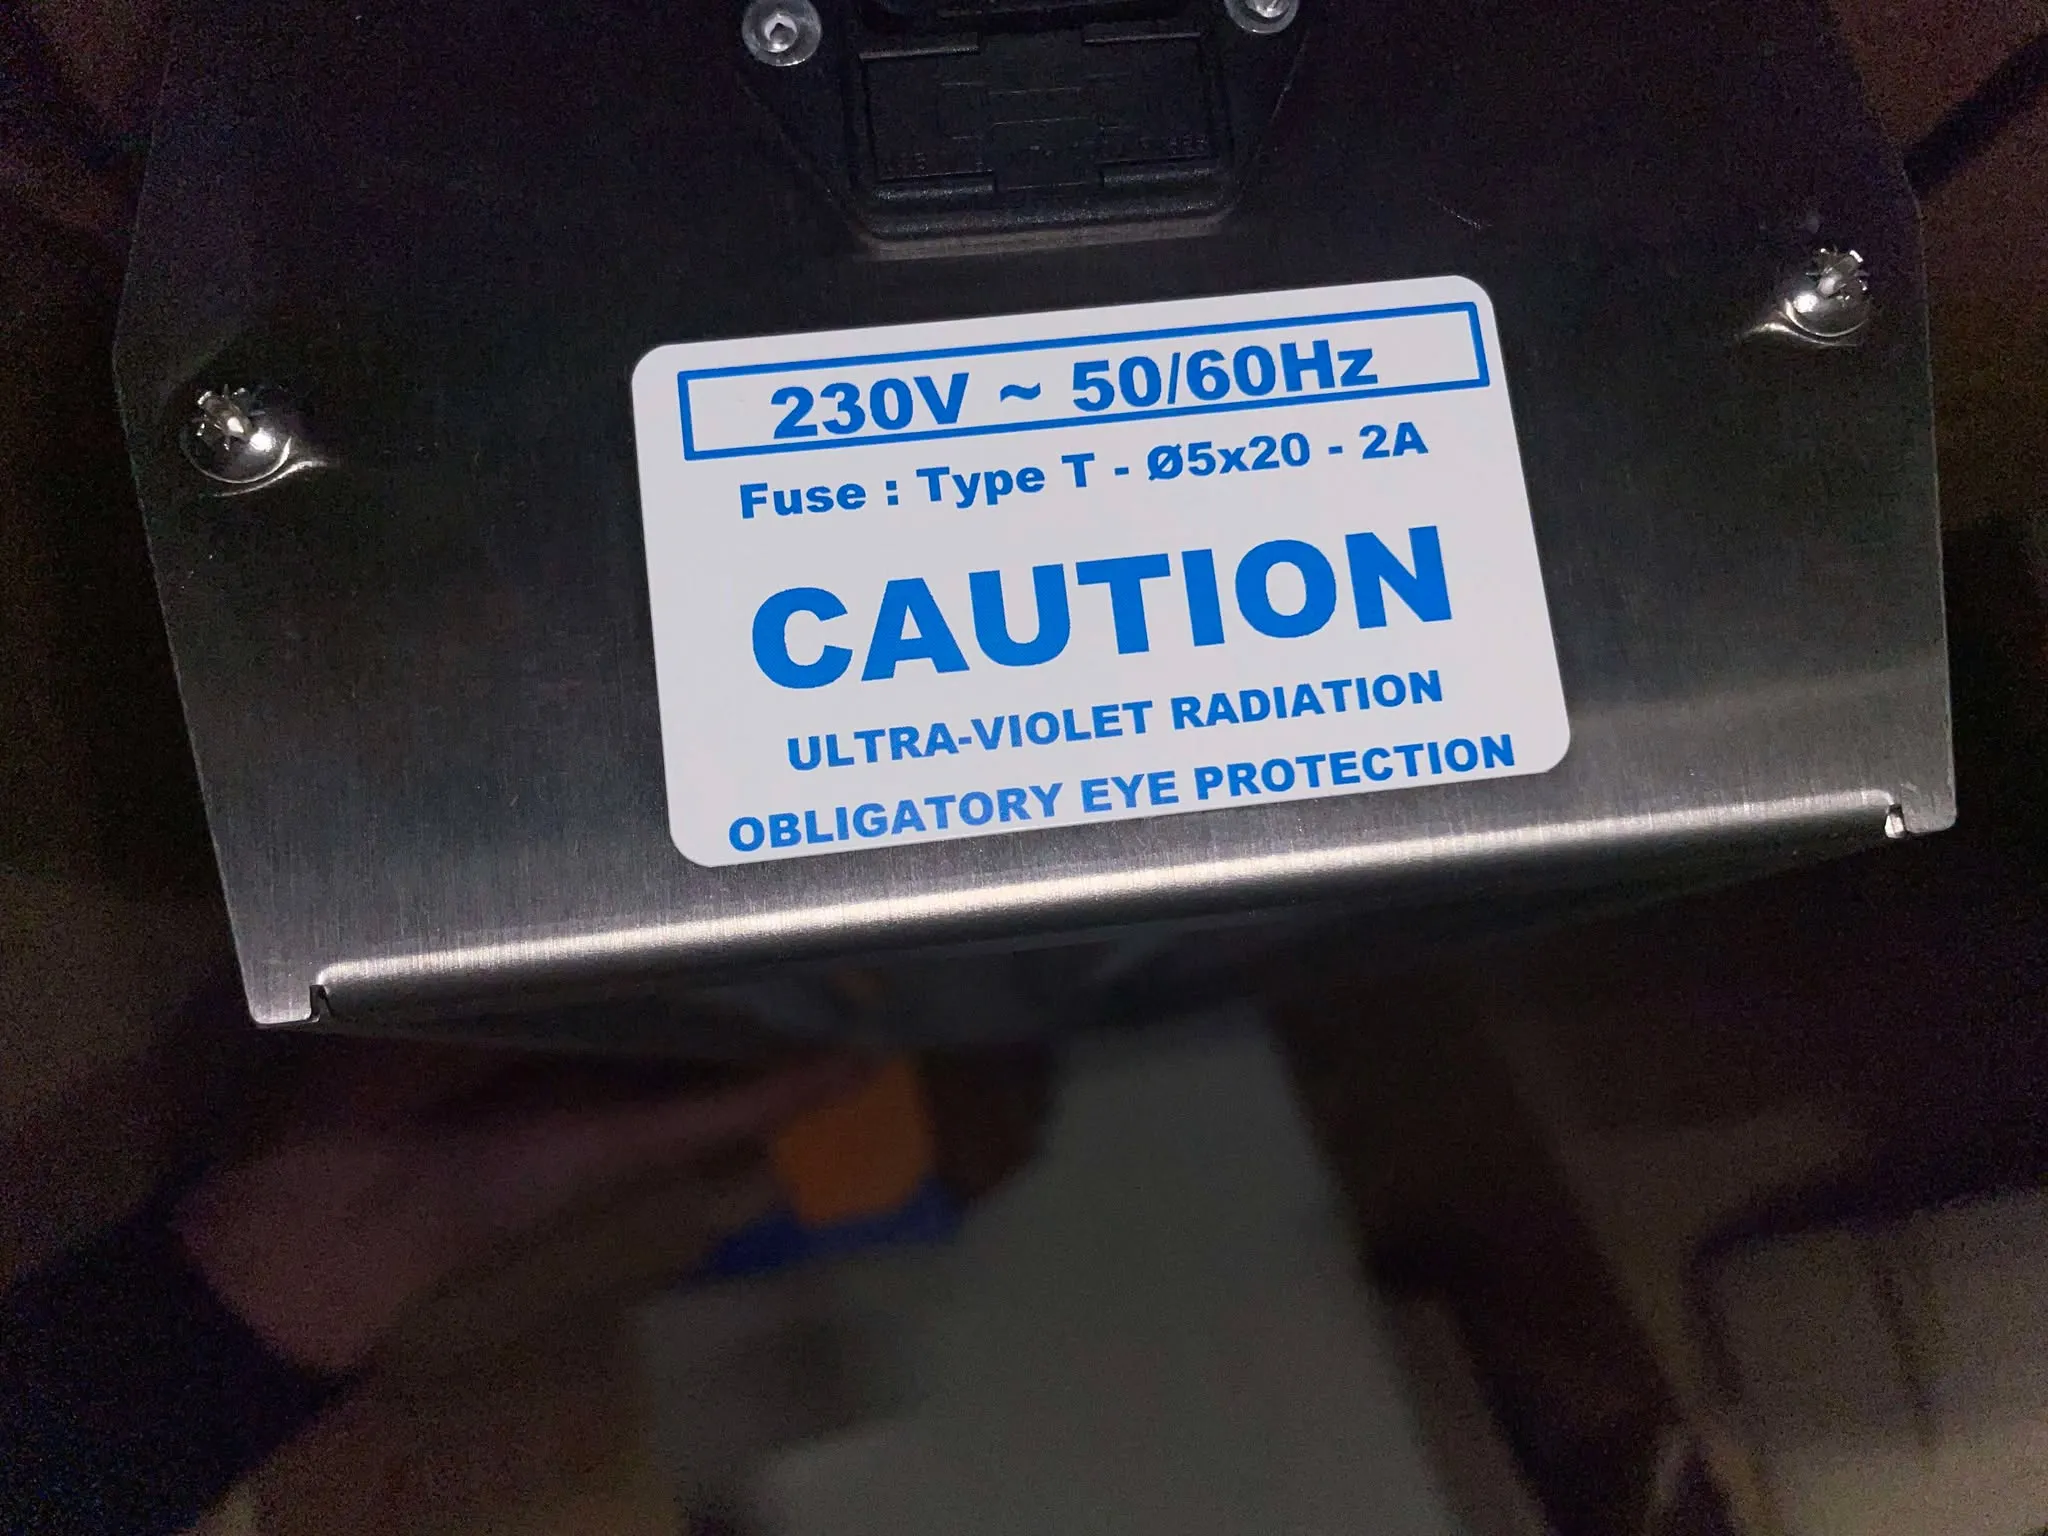 230V ~ 50/60Hz
Fuse : Type T - Ø5x20 - 2A
CAUTION
ULTRA-VIOLET RADIATION
OBLIGATORY EYE PROTECTION